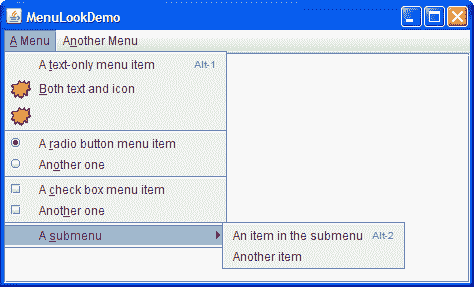 MenuLookDemo
A Menu Another Menu
A text-only menu item Alt-1
Both text and icon
A radio button menu item
Another one
A check box menu item
Another one
A submenu
An item in the submenu Alt-2
Another item